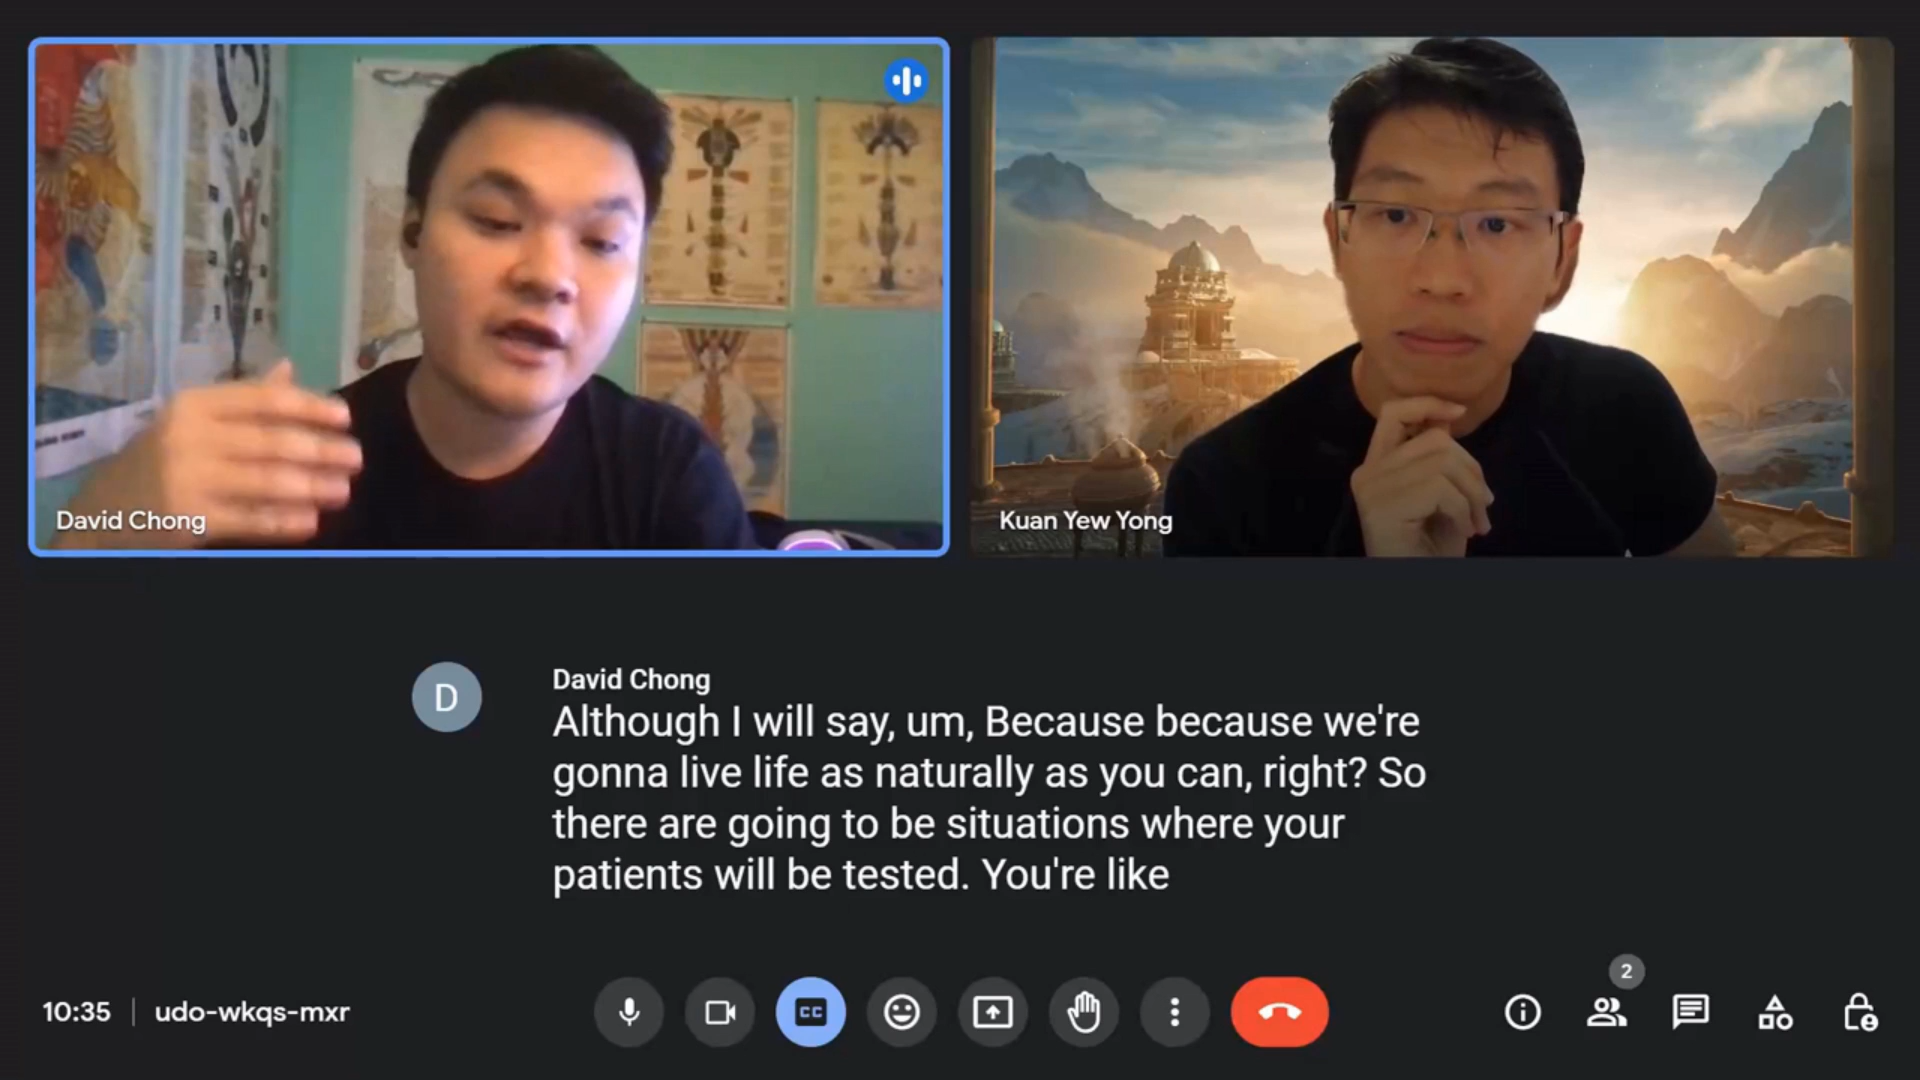 David Chong
Kuan Yew Yong
D
David Chong
Although I will say, um, Because because we're
gonna live life as naturally as you can, right? So
there are going to be situations where your
patients will be tested. You're like
10:35 | udo-wkqs-mxr
CC
2